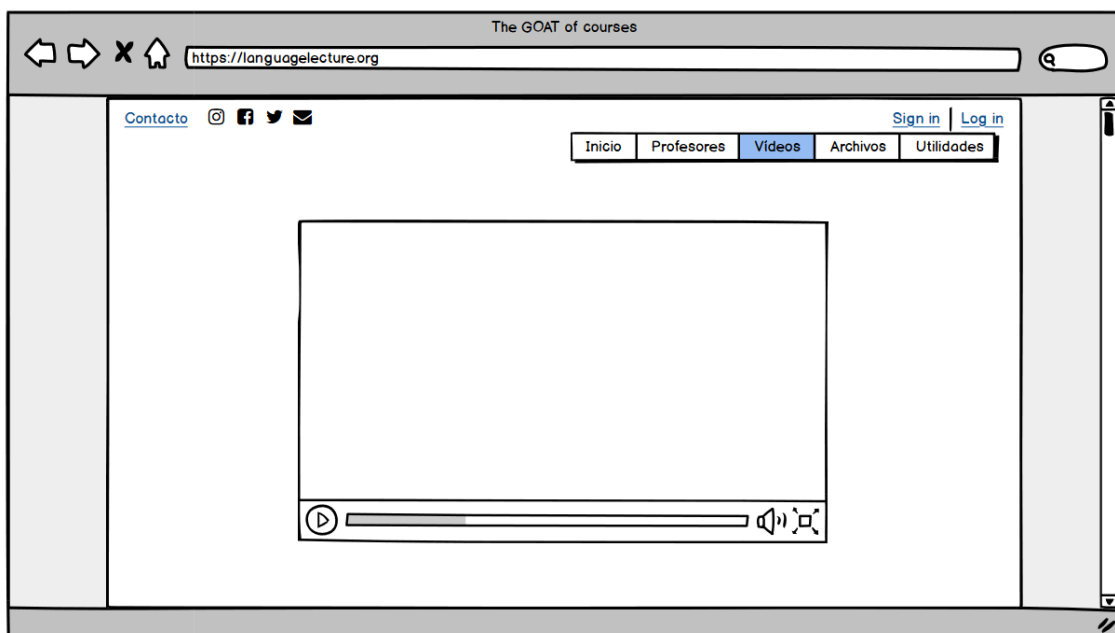 The GOAT of courses
https://languagelecture.org
Contacto Sign in Log in
Inicio Profesores Vídeos Archivos Utilidades